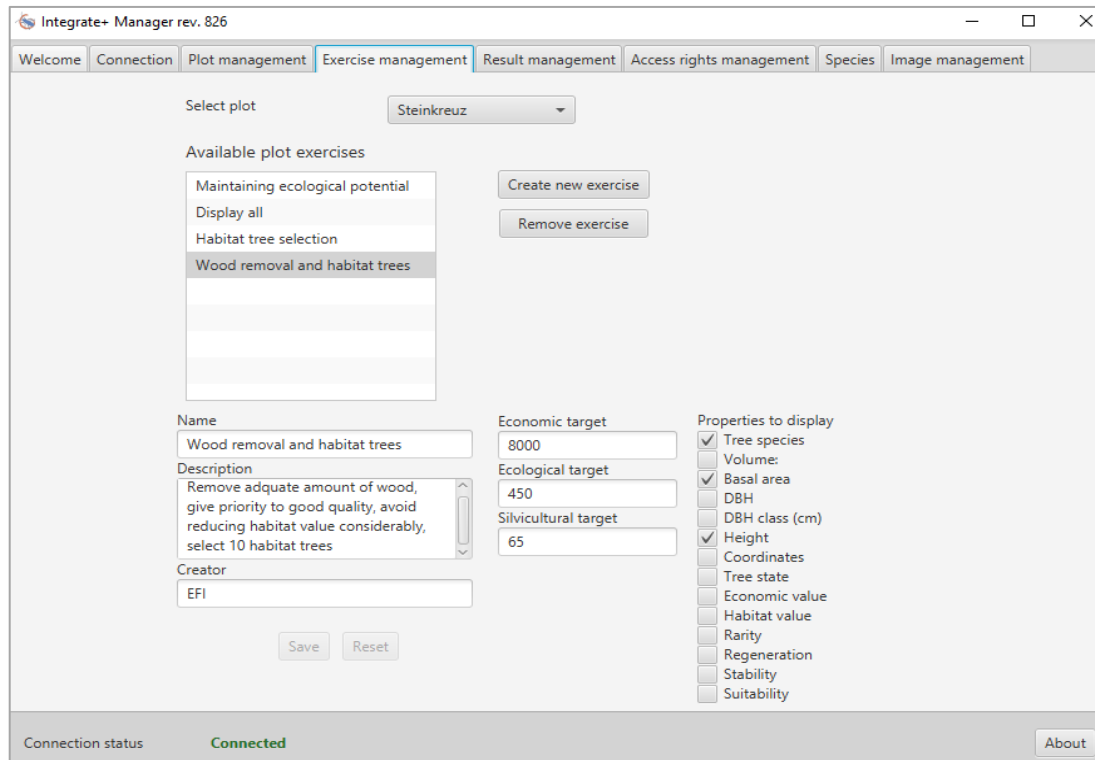 Integrate+ Manager rev. 826
Welcome Connection Plot management Exercise management Result management Access rights management Species Image management
Select plot
Steinkreuz
Available plot exercises
Maintaining ecological potential
Display all
Habitat tree selection
Wood removal and habitat trees
Create new exercise
Remove exercise
Name
Wood removal and habitat trees
Description
Remove adquate amount of wood,
give priority to good quality, avoid
reducing habitat value considerably,
select 10 habitat trees
Creator
EFI
Save Reset
Economic target
8000
Ecological target
450
Silvicultural target
65
Properties to display
Tree species
Volume:
Basal area
DBH
DBH class (cm)
Height
Coordinates
Tree state
Economic value
Habitat value
Rarity
Regeneration
Stability
Suitability
Connection status Connected About